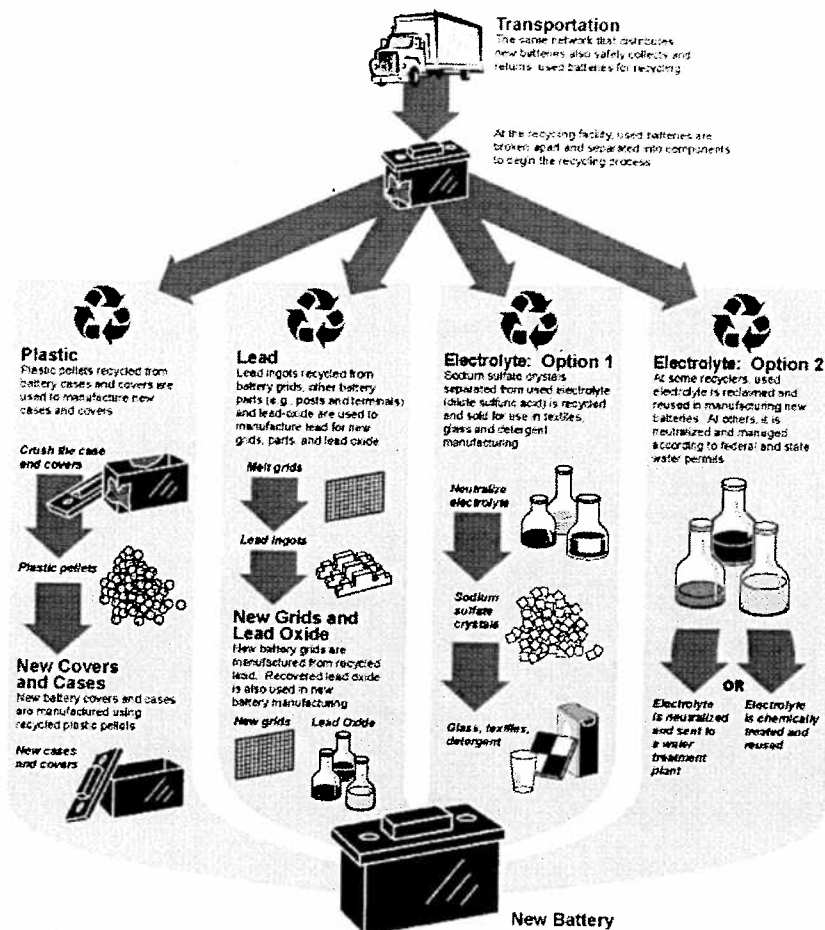 Transportation
The same network that distributes
new batteries also safely collects and
returns used batteries for recycling
At the recycling facility, used batteries are
broken apart and separated into components
to begin the recycling process
Plastic
Plastic pellets recycled from
battery cases and covers are
used to manufacture new
cases and covers
Crush the case
and covers
Plastic pellets
New Covers
and Cases
New battery covers and cases
are manufactured using
recycled plastic pellets
New cases
and covers
Lead
Lead ingots recycled from
battery grids, other battery
parts (e.g., posts and terminals)
and lead-oxide are used to
manufacture lead for new
grids, parts, and lead oxide
Melt grids
Lead ingots
New Grids and
Lead Oxide
New battery grids are
manufactured from recycled
lead. Recovered lead oxide
is also used in new
battery manufacturing
New grids
Lead Oxide
Electrolyte: Option 1
Sodium sulfate crystals
separated from used electrolyte
(dilute sulfuric acid) is recycled
and sold for use in textiles,
glass and detergent
manufacturing
Neutralize
electrolyte
Sodium
sulfate
crystals
Glass, textiles,
detergent
Electrolyte: Option 2
At some recyclers, used
electrolyte is reclaimed and
reused in manufacturing new
batteries. At others, it is
neutralized and managed
according to federal and state
water permits
OR
Electrolyte
is neutralized
and sent to
a water
treatment
plant
Electrolyte
is chemically
treated and
reused
New Battery